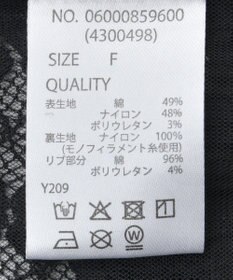 NO. 06000859600
(4300498)
SIZE F
QUALITY
表生地 綿 49%
ナイロン 48%
ポリウレタン 3%
裏生地 ナイロン 100%
(モノフィラメント糸使用)
リブ部分 綿 96%
ポリウレタン 4%
Y209